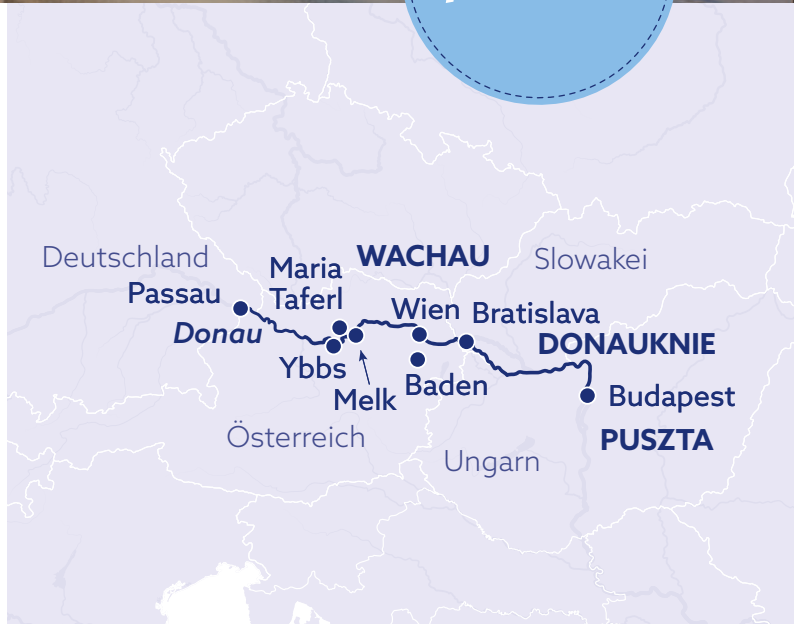 Deutschland
Maria
Taferl
WACHAU
Slowakei
Passau
Donau
Wien
Bratislava
DONAUKNIE
Ybbs
Melk
Baden
Budapest
Österreich
PUSZTA
Ungarn